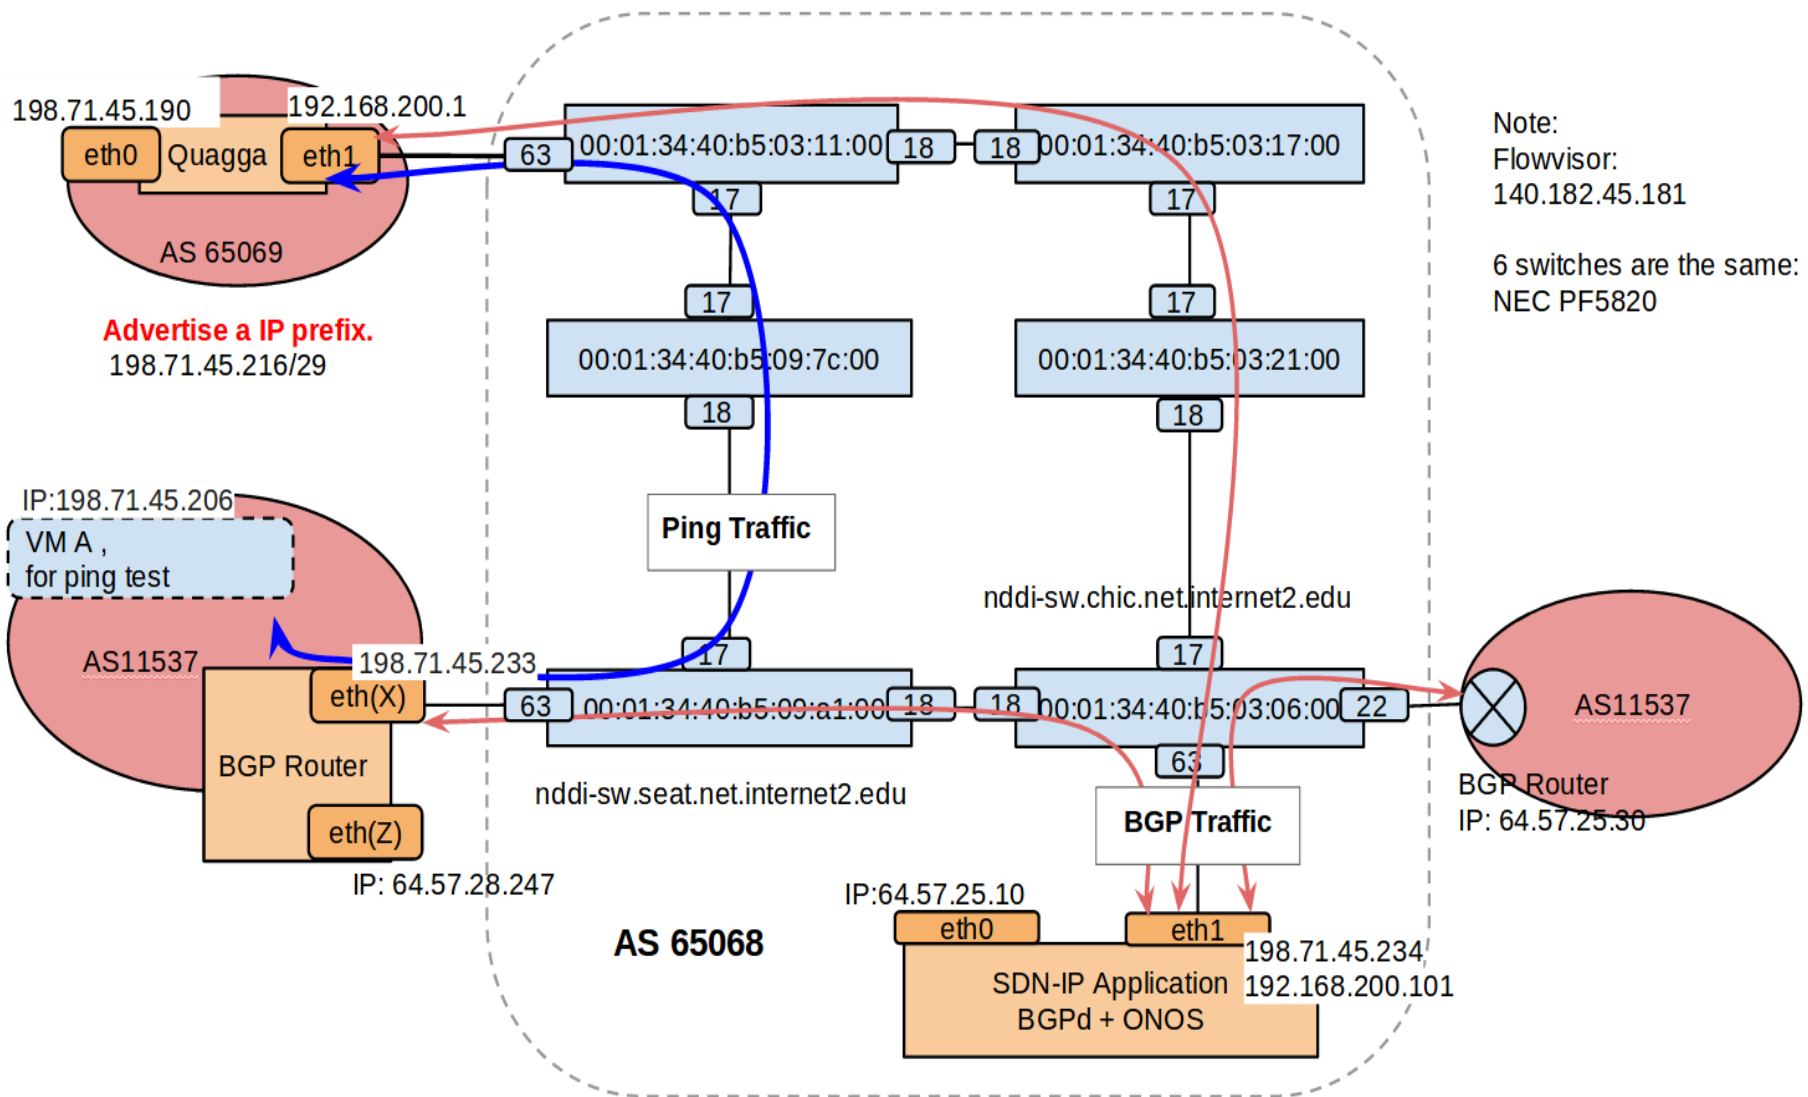 198.71.45.190
192.168.200.1
eth0
Quagga
eth1
AS 65069
Advertise a IP prefix.
198.71.45.216/29
63
00:01:34:40:b5:03:11:00
18
18
00:01:34:40:b5:03:17:00
17
17
17
17
00:01:34:40:b5:09:7c:00
00:01:34:40:b5:03:21:00
18
18
Note:
Flowvisor:
140.182.45.181
6 switches are the same:
NEC PF5820
IP:198.71.45.206
VM A ,
for ping test
Ping Traffic
nddi-sw.chic.net.internet2.edu
AS11537
198.71.45.233
17
17
eth(X)
63
00:01:34:40:b5:09:a1:00
18
18
00:01:34:40:b5:03:06:00
22
AS11537
BGP Router
63
nddi-sw.seat.net.internet2.edu
BGP Router
IP: 64.57.25.30
eth(Z)
BGP Traffic
IP: 64.57.28.247
IP:64.57.25.10
eth0
eth1
AS 65068
198.71.45.234
192.168.200.101
SDN-IP Application
BGPd + ONOS